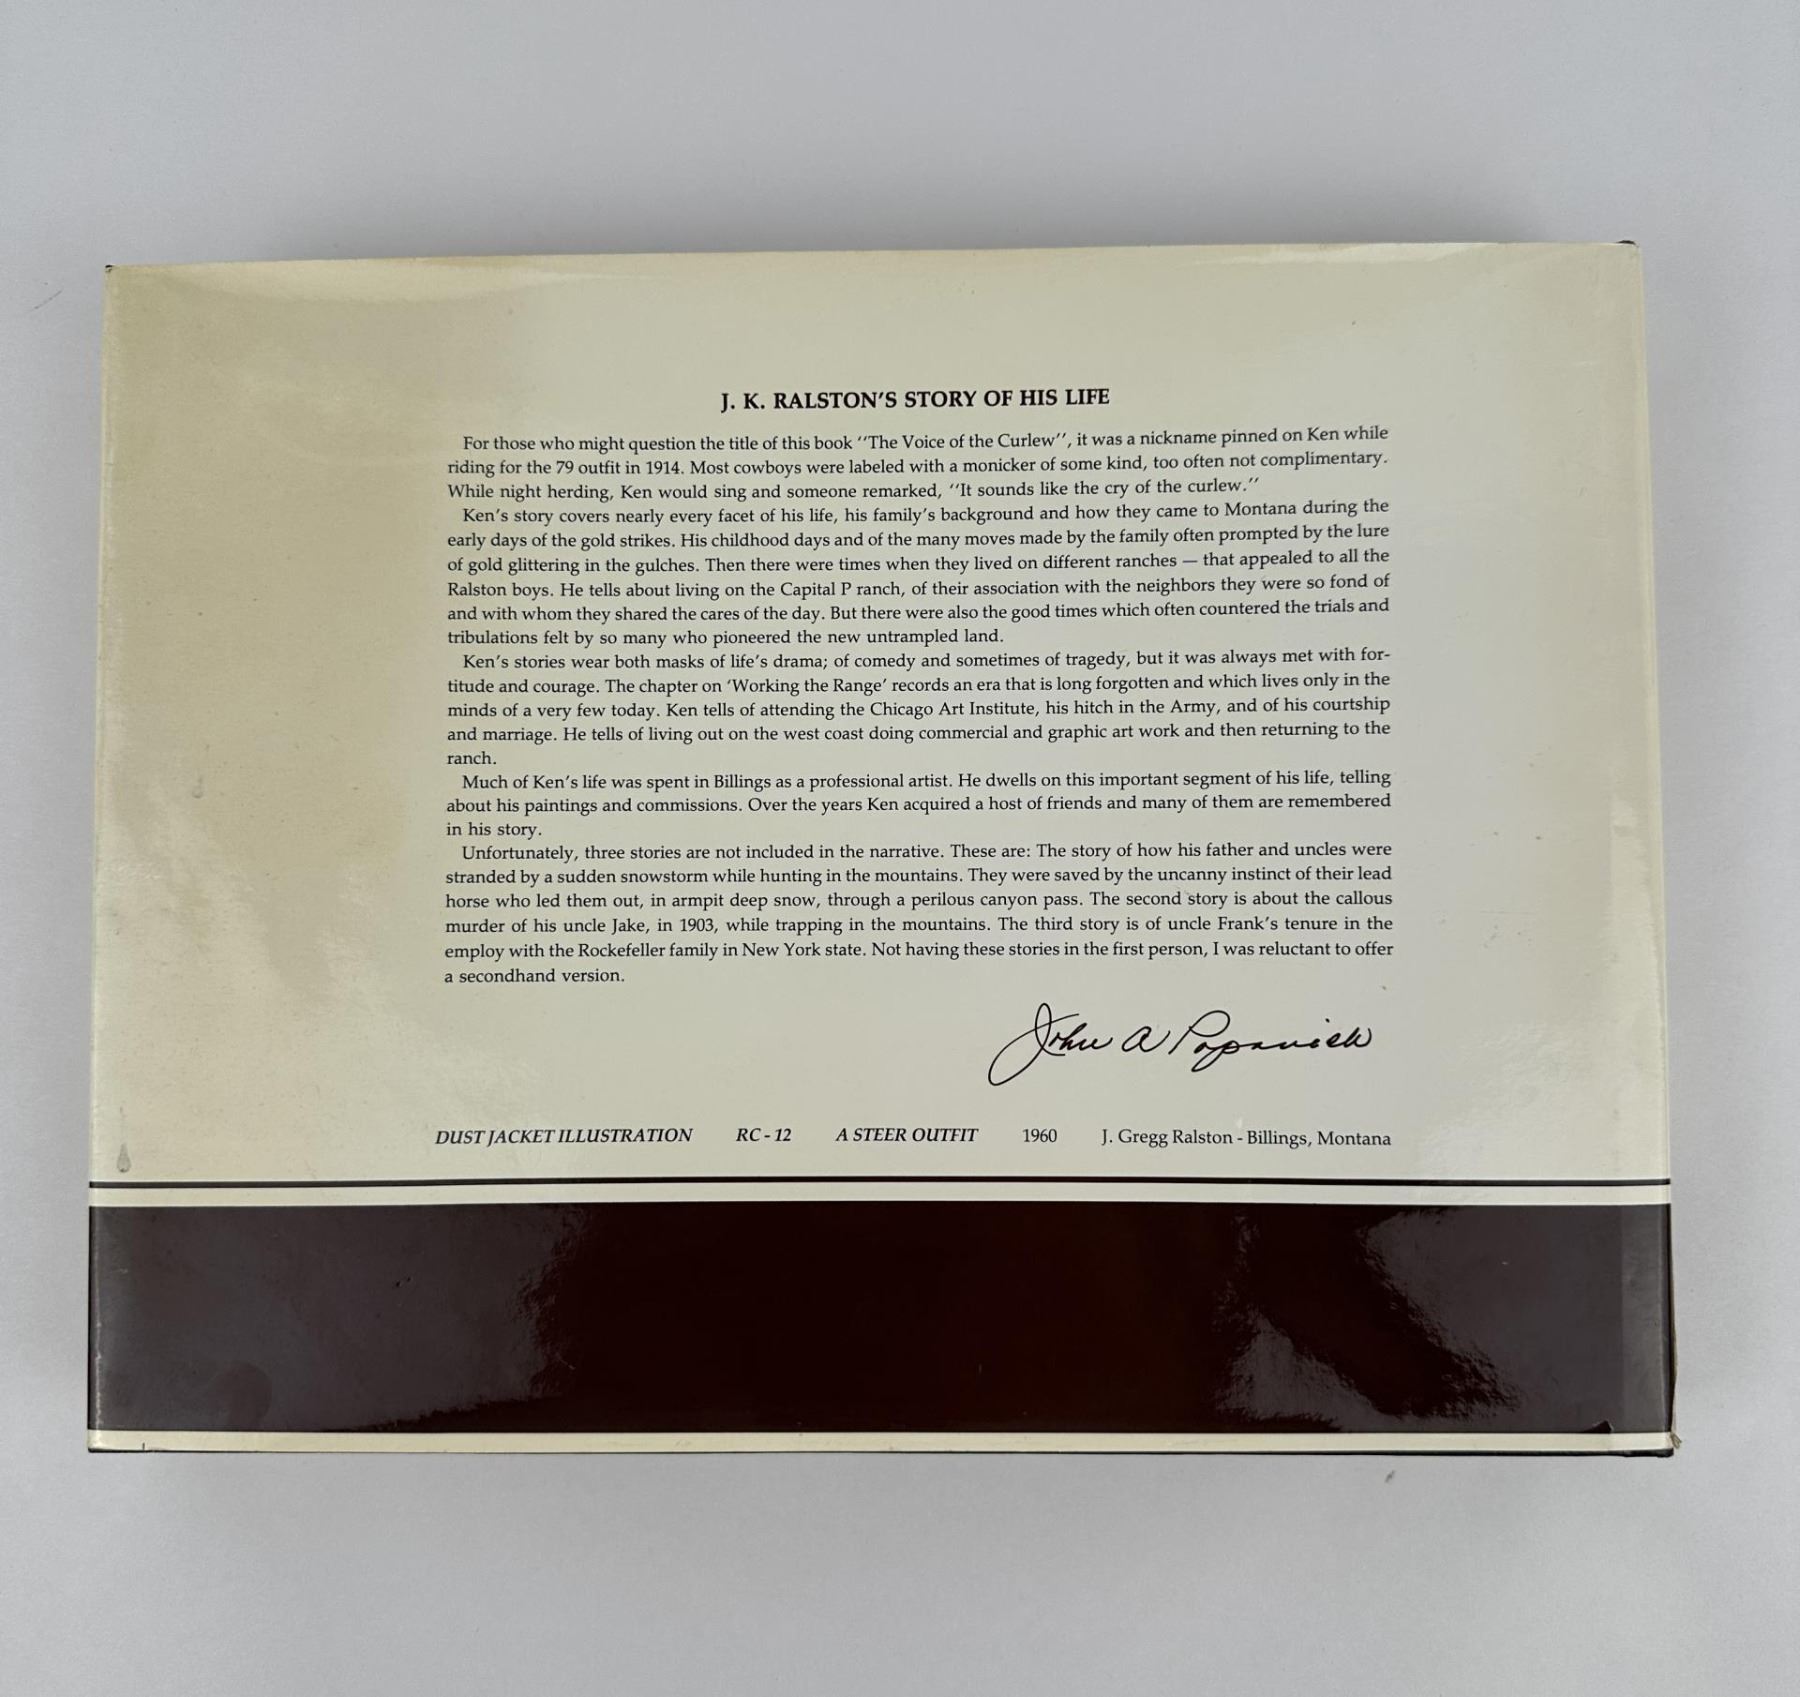 J. K. RALSTON'S STORY OF HIS LIFE
For those who might question the title of this book ''The Voice of the Curlew'', it was a nickname pinned on Ken while
riding for the 79 outfit in 1914. Most cowboys were labeled with a monicker of some kind, too often not complimentary.
While night herding, Ken would sing and someone remarked, ''It sounds like the cry of the curlew.''
Ken's story covers nearly every facet of his life, his family's background and how they came to Montana during the
early days of the gold strikes. His childhood days and of the many moves made by the family often prompted by the lure
of gold glittering in the gulches. Then there were times when they lived on different ranches — that appealed to all the
Ralston boys. He tells about living on the Capital P ranch, of their association with the neighbors they were so fond of
and with whom they shared the cares of the day. But there were also the good times which often countered the trials and
tribulations felt by so many who pioneered the new untrampled land.
Ken's stories wear both masks of life's drama; of comedy and sometimes of tragedy, but it was always met with for-
titude and courage. The chapter on 'Working the Range' records an era that is long forgotten and which lives only in the
minds of a very few today. Ken tells of attending the Chicago Art Institute, his hitch in the Army, and of his courtship
and marriage. He tells of living out on the west coast doing commercial and graphic art work and then returning to the
ranch.
Much of Ken's life was spent in Billings as a professional artist. He dwells on this important segment of his life, telling
about his paintings and commissions. Over the years Ken acquired a host of friends and many of them are remembered
in his story.
Unfortunately, three stories are not included in the narrative. These are: The story of how his father and uncles were
stranded by a sudden snowstorm while hunting in the mountains. They were saved by the uncanny instinct of their lead
horse who led them out, in armpit deep snow, through a perilous canyon pass. The second story is about the callous
murder of his uncle Jake, in 1903, while trapping in the mountains. The third story is of uncle Frank's tenure in the
employ with the Rockefeller family in New York state. Not having these stories in the first person, I was reluctant to offer
a secondhand version.
John A Popovich
DUST JACKET ILLUSTRATION RC - 12 A STEER OUTFIT 1960 J. Gregg Ralston - Billings, Montana